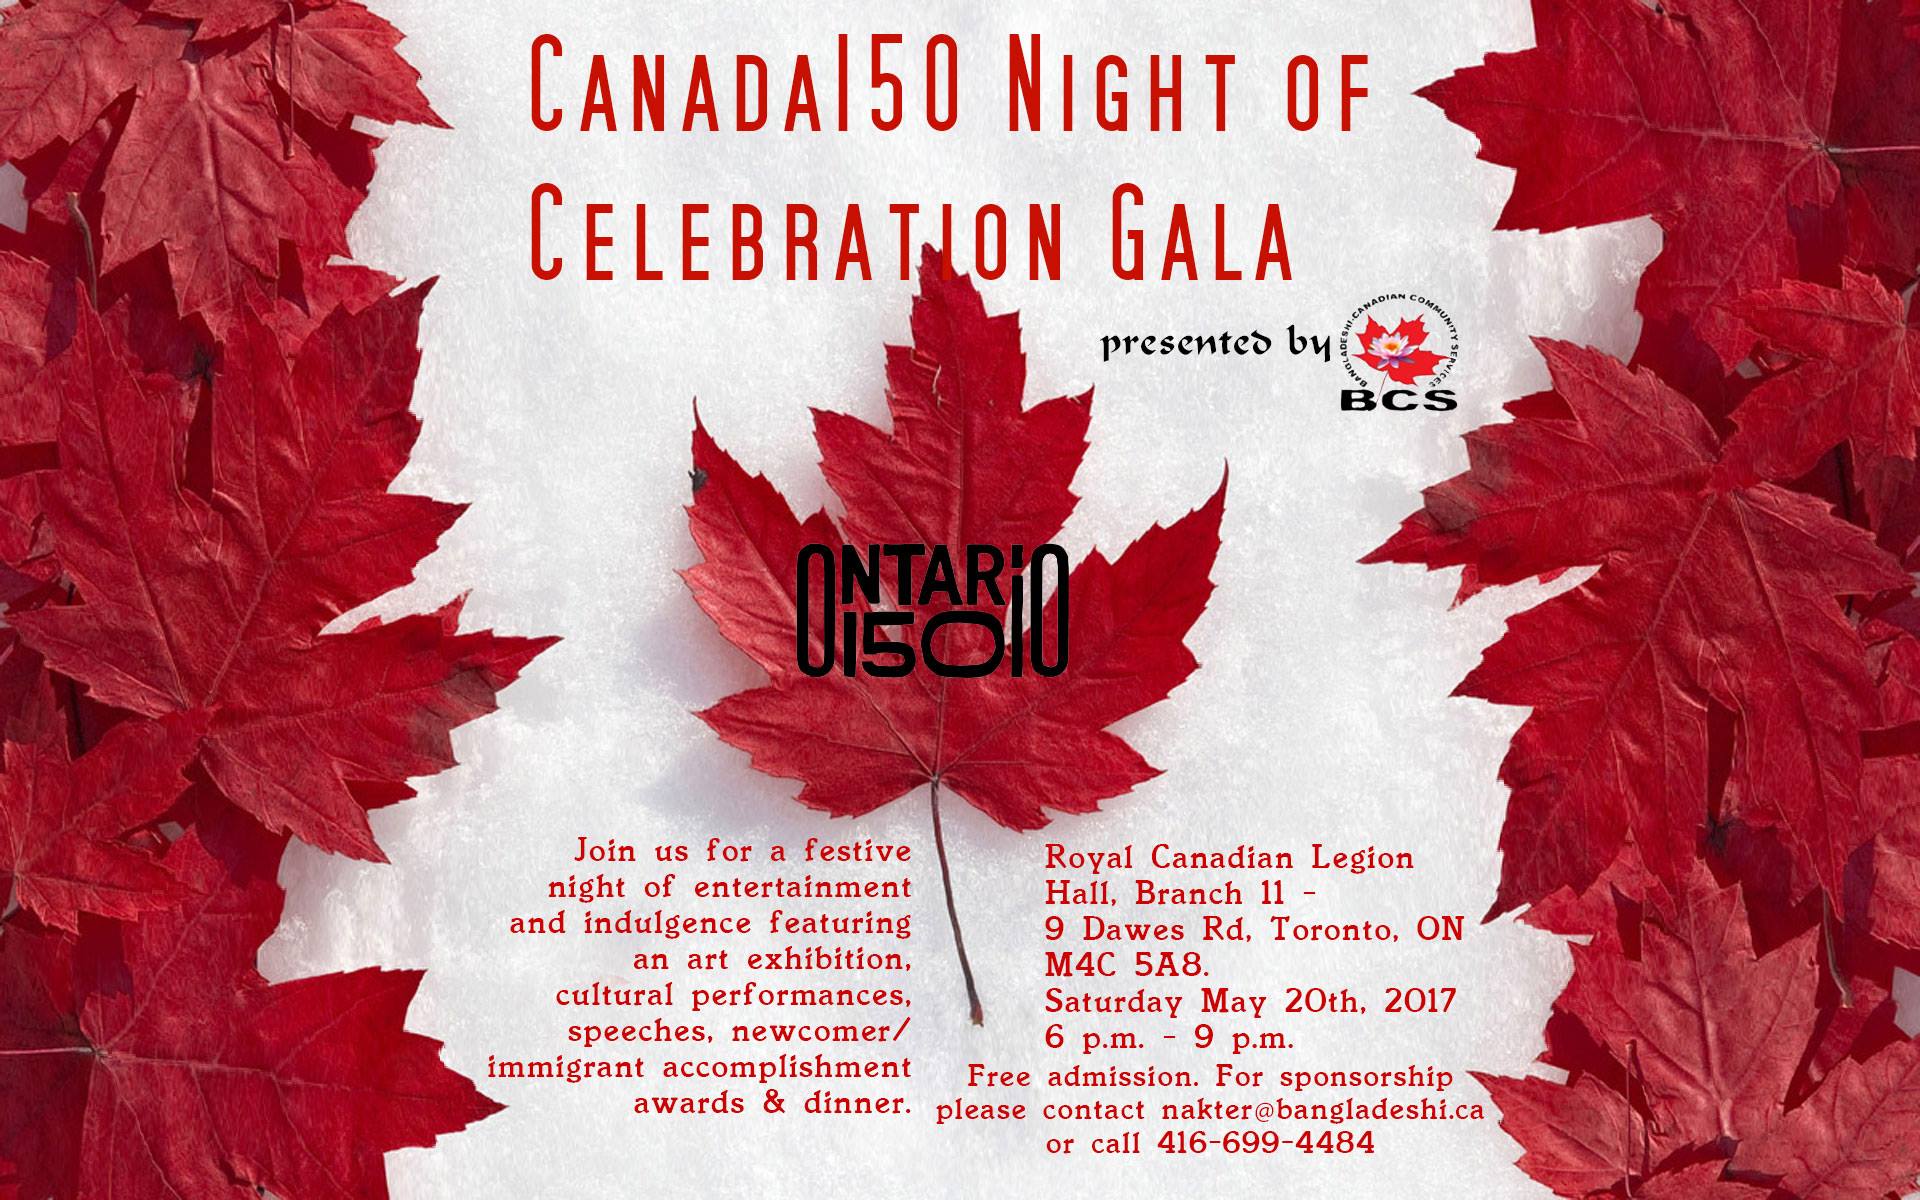 Canada150 Night of
Celebration Gala
presented by
BANGLADESHI-CANADIAN COMMUNITY SERVICES
BCS
ONTARiO
150
Join us for a festive
night of entertainment
and indulgence featuring
an art exhibition,
cultural performances,
speeches, newcomer/
immigrant accomplishment
awards & dinner.
Royal Canadian Legion
Hall, Branch 11 -
9 Dawes Rd, Toronto, ON
M4C 5A8.
Saturday May 20th, 2017
6 p.m. - 9 p.m.
Free admission. For sponsorship
please contact nakter@bangladeshi.ca
or call 416-699-4484